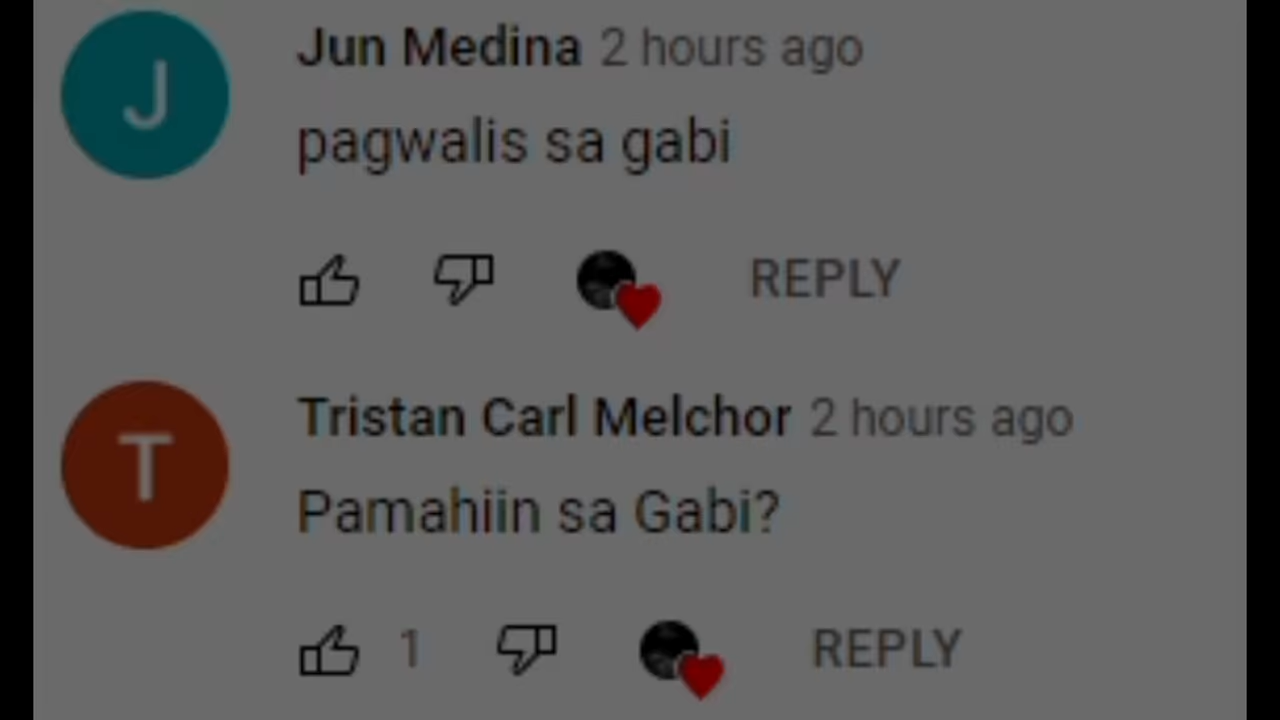 J
Jun Medina 2 hours ago
pagwalis sa gabi
REPLY
T
Tristan Carl Melchor 2 hours ago
Pamahiin sa Gabi?
1
REPLY